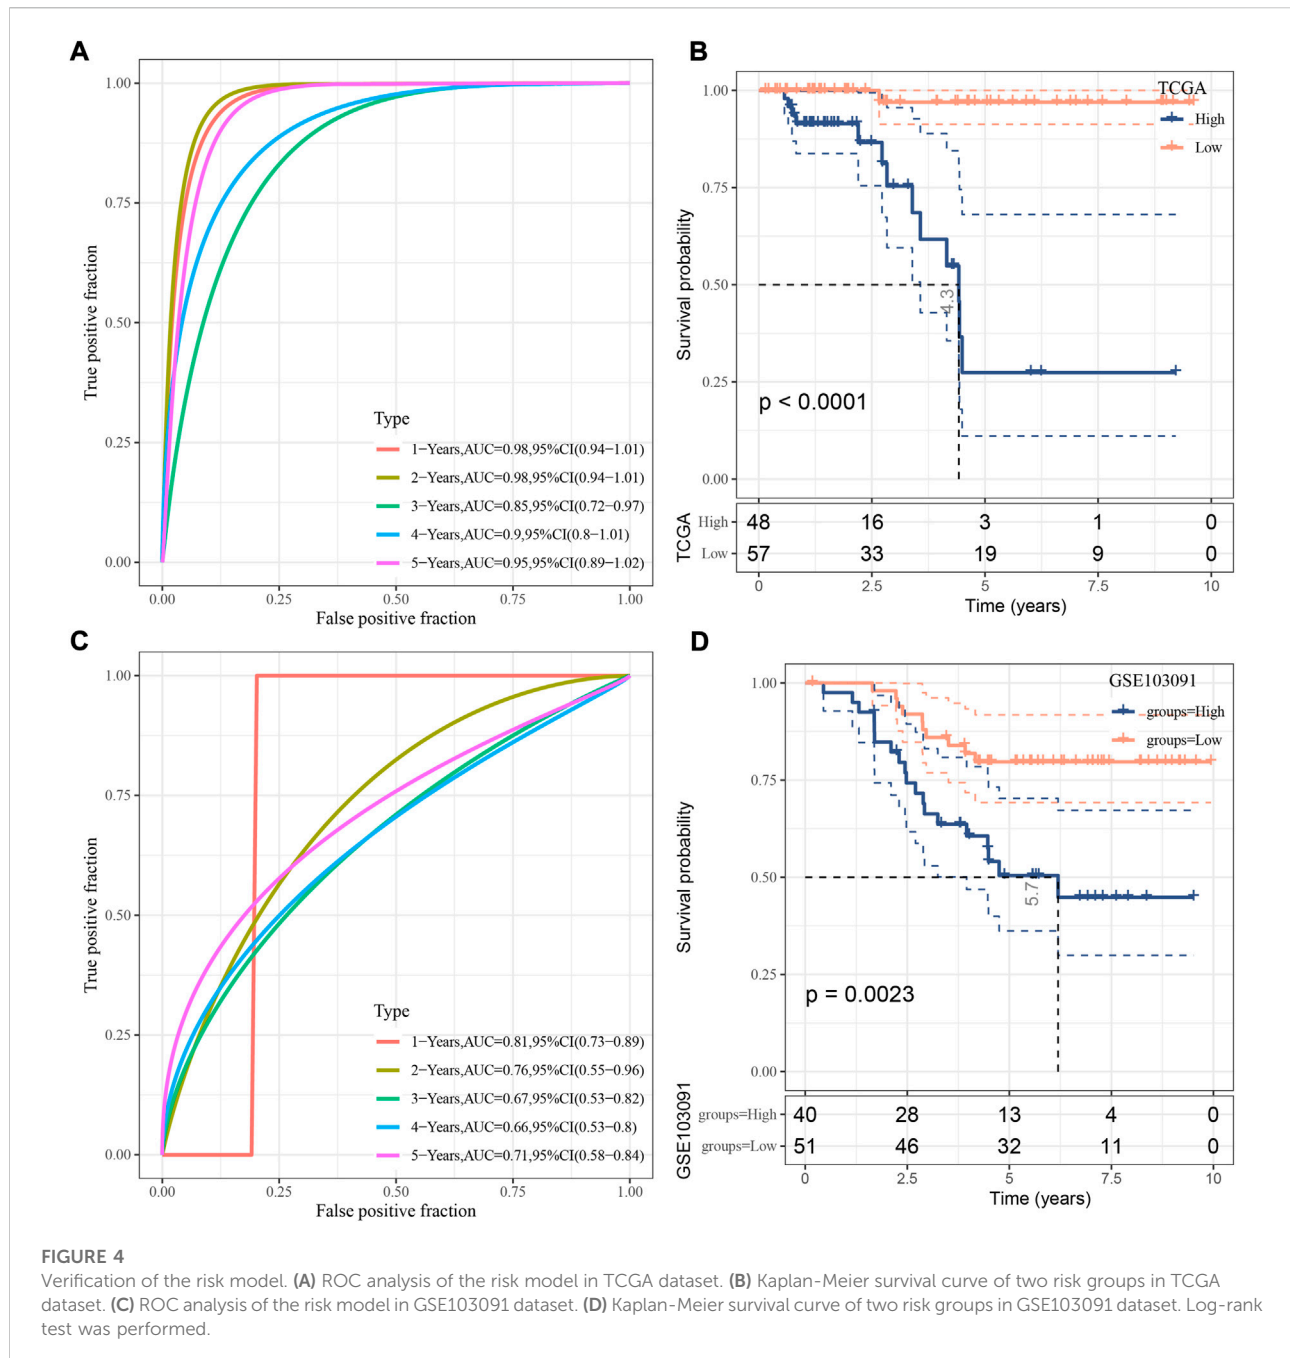 A
1.00
0.75
0.50
0.25
0.00
True positive fraction
Type
1−Years,AUC=0.98,95%CI(0.94−1.01)
2−Years,AUC=0.98,95%CI(0.94−1.01)
3−Years,AUC=0.85,95%CI(0.72−0.97)
4−Years,AUC=0.9,95%CI(0.8−1.01)
5−Years,AUC=0.95,95%CI(0.89−1.02)
0.00 0.25 0.50 0.75 1.00
False positive fraction
B
1.00
0.75
0.50
0.25
0.00
Survival probability
TCGA
High
Low
4.3
p < 0.0001
TCGA
High 48 16 3 1 0
Low 57 33 19 9 0
0 2.5 5 7.5 10
Time (years)
C
1.00
0.75
0.50
0.25
0.00
True positive fraction
Type
1−Years,AUC=0.81,95%CI(0.73−0.89)
2−Years,AUC=0.76,95%CI(0.55−0.96)
3−Years,AUC=0.67,95%CI(0.53−0.82)
4−Years,AUC=0.66,95%CI(0.53−0.8)
5−Years,AUC=0.71,95%CI(0.58−0.84)
0.00 0.25 0.50 0.75 1.00
False positive fraction
D
1.00
0.75
0.50
0.25
0.00
Survival probability
GSE103091
groups=High
groups=Low
5.7
p = 0.0023
GSE103091
groups=High 40 28 13 4 0
groups=Low 51 46 32 11 0
0 2.5 5 7.5 10
Time (years)
FIGURE 4
Verification of the risk model. (A) ROC analysis of the risk model in TCGA dataset. (B) Kaplan-Meier survival curve of two risk groups in TCGA
dataset. (C) ROC analysis of the risk model in GSE103091 dataset. (D) Kaplan-Meier survival curve of two risk groups in GSE103091 dataset. Log-rank
test was performed.